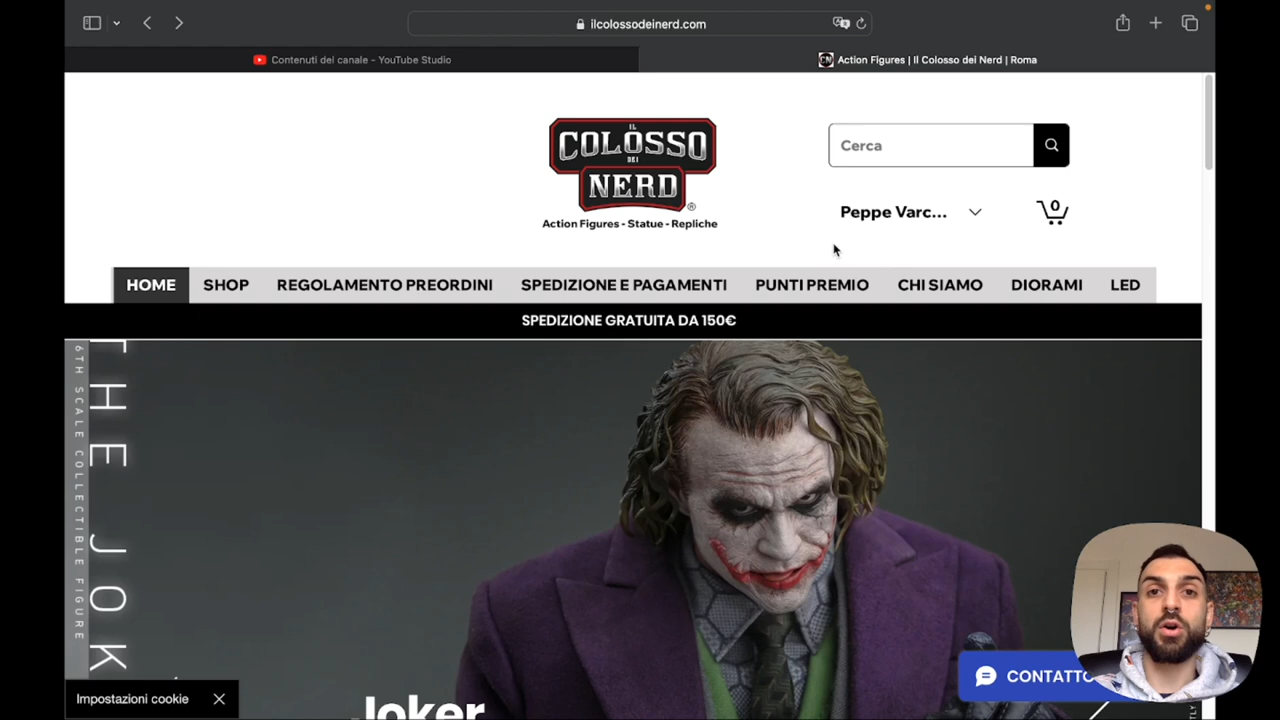 ilcolossodeinerd.com
Contenuti del canale - YouTube Studio
CN
Action Figures | Il Colosso dei Nerd | Roma
IL
COLOSSO
DEI
NERD
®
Action Figures - Statue - Repliche
Cerca
Peppe Varc...
0
HOME
SHOP
REGOLAMENTO PREORDINI
SPEDIZIONE E PAGAMENTI
PUNTI PREMIO
CHI SIAMO
DIORAMI
LED
SPEDIZIONE GRATUITA DA 150€
6TH SCALE COLLECTIBLE FIGURE
THE JOK
Joker
Impostazioni cookie
CONTATTO